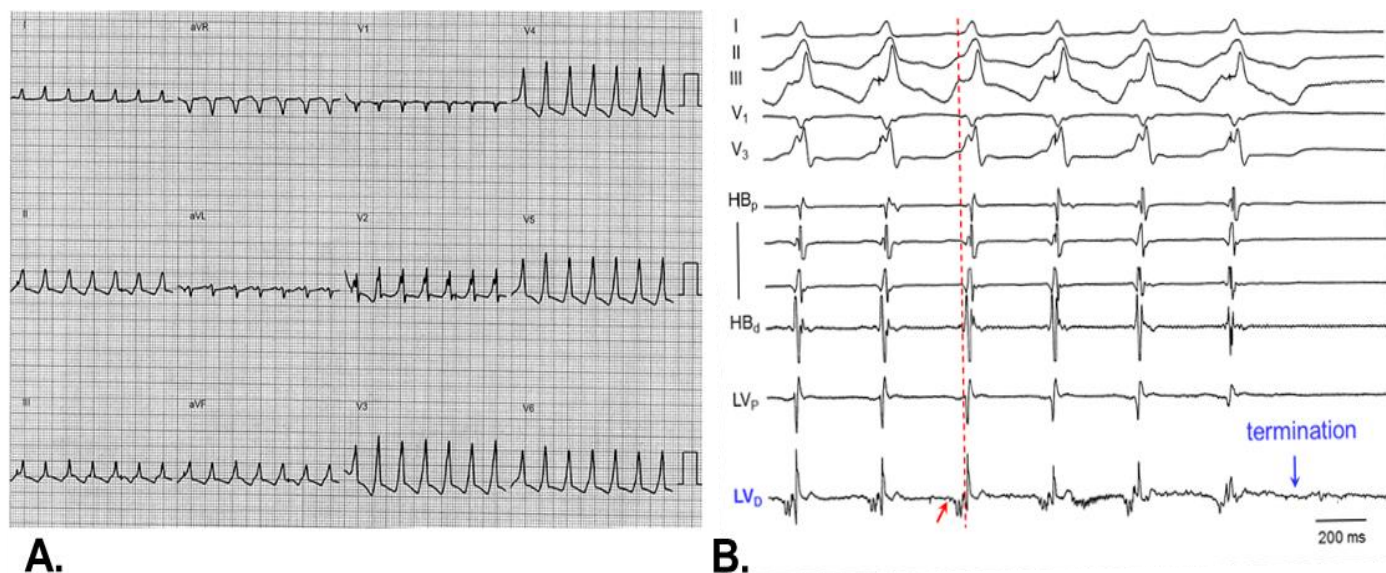 I aVR V1 V4
II aVL V2 V5
III aVF V3 V6
A.
I
II
III
V1
V3
HBp
HBd
LVP
LVD
termination
200 ms
B.